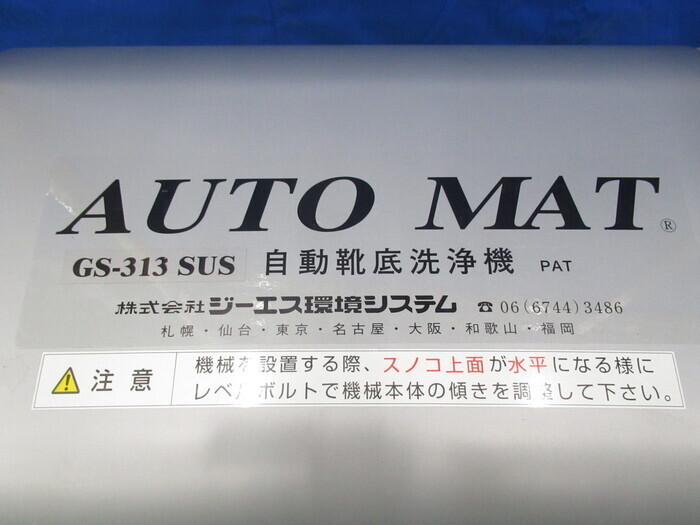 AUTO MAT®
GS-313 SUS 自動靴底洗浄機 PAT
株式会社ジーエス環境システム ☎ 06(6744)3486
札幌・仙台・東京・名古屋・大阪・和歌山・福岡
⚠ 注意
機械を設置する際、スノコ上面が水平になる様に
レベルボルトで機械本体の傾きを調整して下さい。